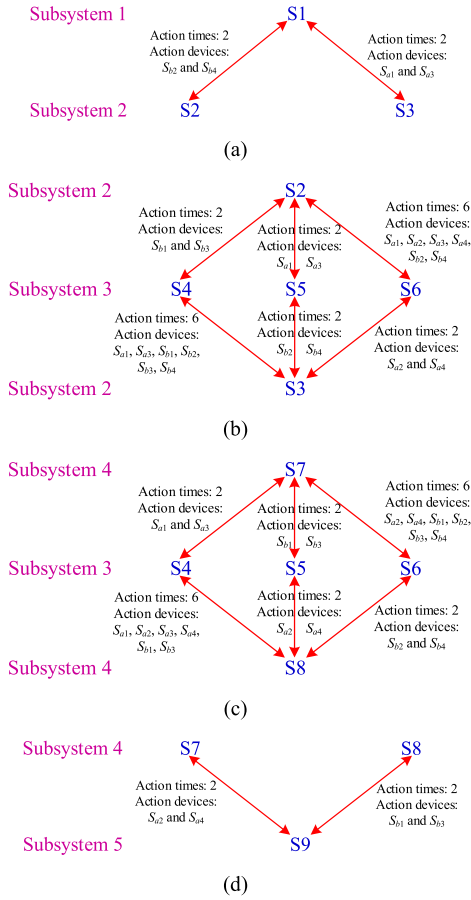 Subsystem 1
S1
Action times: 2
Action devices:
Sb2 and Sb4
Action times: 2
Action devices:
Sa1 and Sa3
Subsystem 2
S2
S3
(a)
Subsystem 2
S2
Action times: 2
Action devices:
Sb1 and Sb3
Action times: 2
Action devices:
Sa1 Sa3
Action times: 6
Action devices:
Sa1, Sa2, Sa3, Sa4,
Sb2, Sb4
Subsystem 3
S4
S5
S6
Action times: 6
Action devices:
Sa1, Sa3, Sb1, Sb2,
Sb3, Sb4
Action times: 2
Action devices:
Sb2 Sb4
Action times: 2
Action devices:
Sa2 and Sa4
Subsystem 2
S3
(b)
Subsystem 4
S7
Action times: 2
Action devices:
Sa1 and Sa3
Action times: 2
Action devices:
Sb1 Sb3
Action times: 6
Action devices:
Sa2, Sa4, Sb1, Sb2,
Sb3, Sb4
Subsystem 3
S4
S5
S6
Action times: 6
Action devices:
Sa1, Sa2, Sa3, Sa4,
Sb1, Sb3
Action times: 2
Action devices:
Sa2 Sa4
Action times: 2
Action devices:
Sb2 and Sb4
Subsystem 4
S8
(c)
Subsystem 4
S7
S8
Action times: 2
Action devices:
Sa2 and Sa4
Action times: 2
Action devices:
Sb1 and Sb3
Subsystem 5
S9
(d)